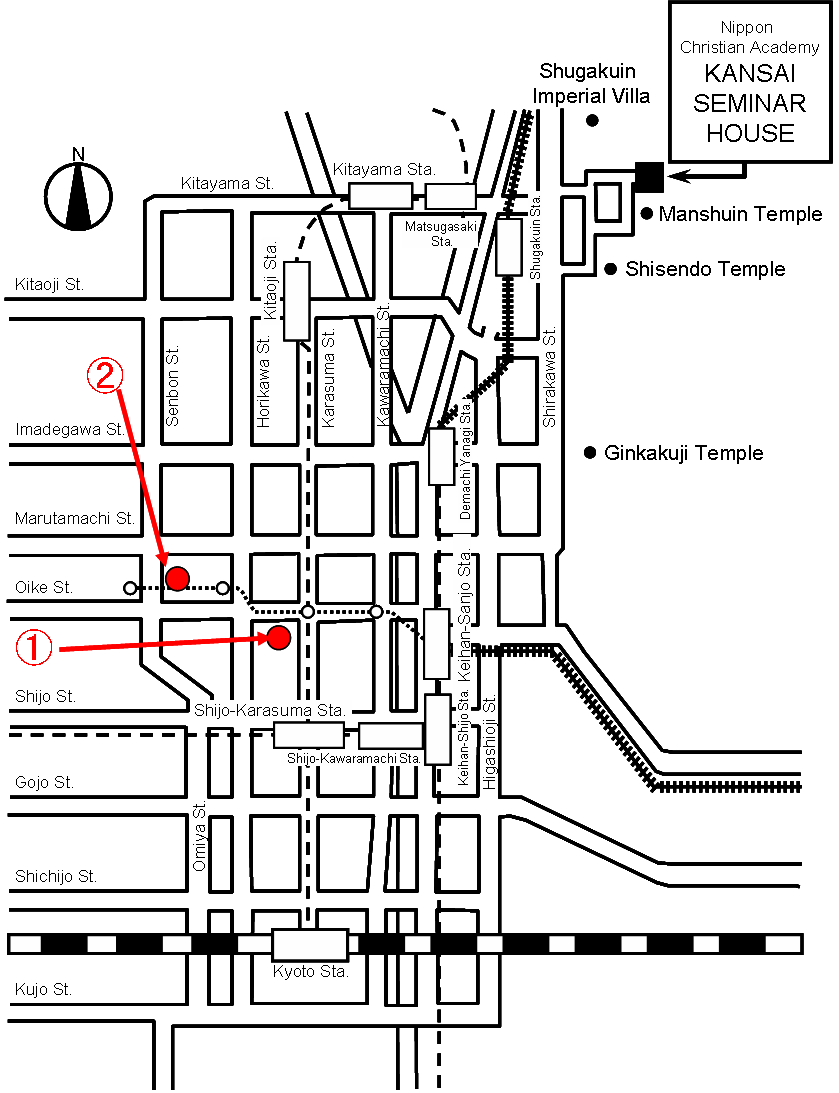 Nippon
Christian Academy
KANSAI
SEMINAR
HOUSE
Shugakuin
Imperial Villa
N
Kitayama Sta.
Kitayama St.
Matsugasaki
Sta.
Shugakuin Sta.
Manshuin Temple
Shisendo Temple
Kitaoji St.
Kitaoji Sta.
Senbon St.
Horikawa St.
Karasuma St.
Kawaramachi St.
Shirakawa St.
②
Imadegawa St.
Demachi Yanagi Sta.
Ginkakuji Temple
Marutamachi St.
Oike St.
Keihan-Sanjo Sta.
①
Shijo St.
Shijo-Karasuma Sta.
Shijo-Kawaramachi Sta.
Keihan-Shijo Sta.
Higashioji St.
Gojo St.
Omiya St.
Shichijo St.
Kyoto Sta.
Kujo St.